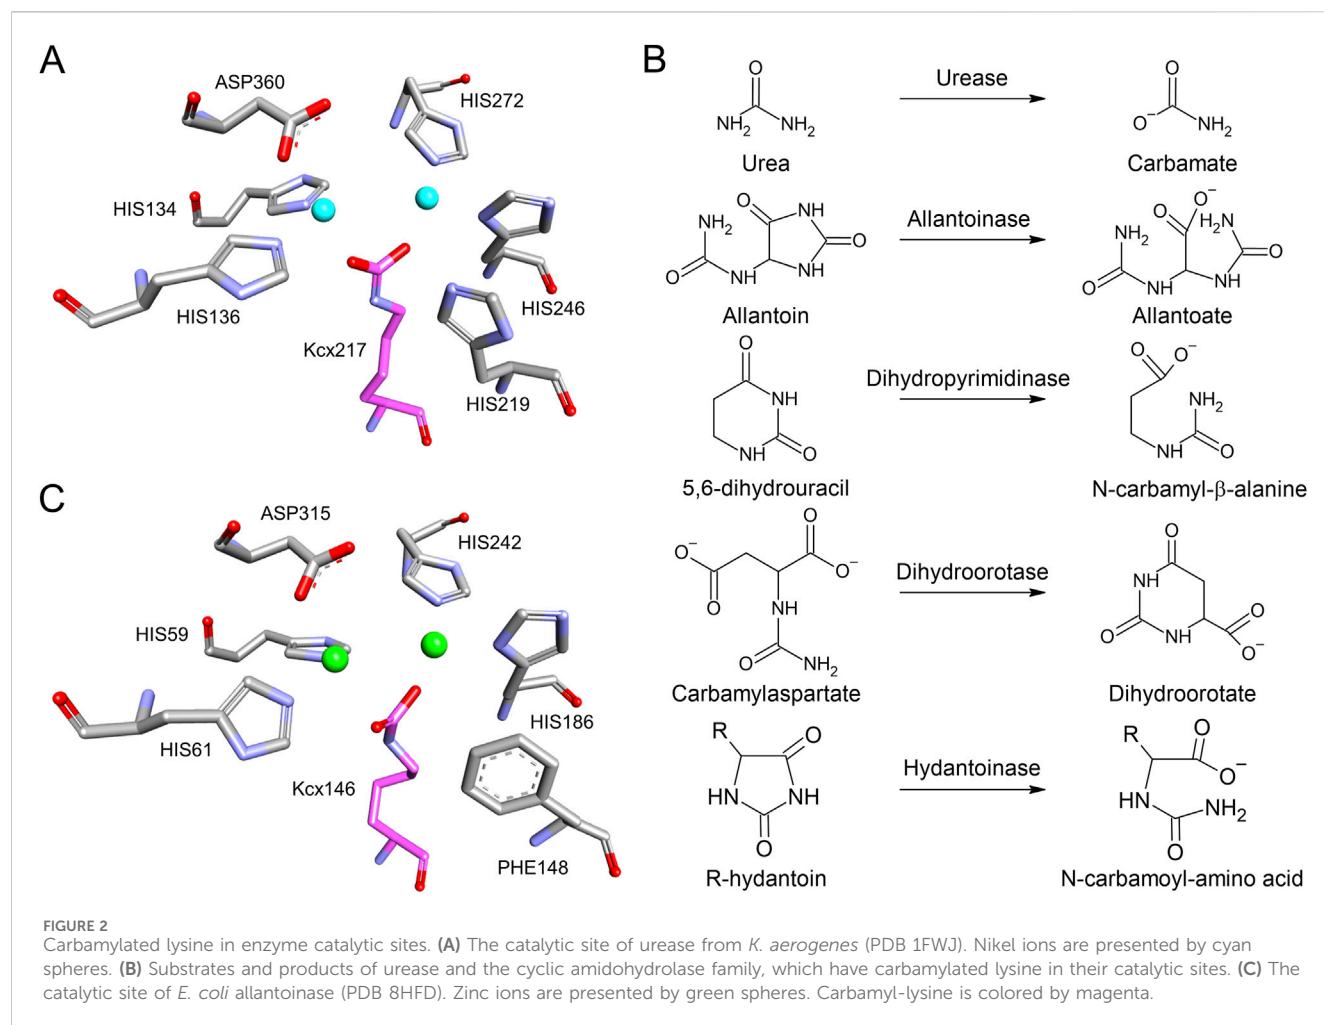 A
ASP360
HIS272
HIS134
HIS136
HIS246
Kcx217
HIS219
B
O
NH2 NH2
Urea
Urease
O
O− NH2
Carbamate
NH2 O NH
O NH NH O
Allantoin
Allantoinase
NH2 O O− H2N
O NH NH O
Allantoate
O
NH
NH O
5,6-dihydrouracil
Dihydropyrimidinase
O O−
NH2
NH O
N-carbamyl-β-alanine
O− O
O O−
NH
O NH2
Carbamylaspartate
Dihydroorotase
O
NH
O NH O
O−
Dihydroorotate
R O
HN NH
O
R-hydantoin
Hydantoinase
R O
O−
HN NH2
O
N-carbamoyl-amino acid
C
ASP315
HIS242
HIS59
HIS61
HIS186
Kcx146
PHE148
FIGURE 2
Carbamylated lysine in enzyme catalytic sites. (A) The catalytic site of urease from K. aerogenes (PDB 1FWJ). Nikel ions are presented by cyan
spheres. (B) Substrates and products of urease and the cyclic amidohydrolase family, which have carbamylated lysine in their catalytic sites. (C) The
catalytic site of E. coli allantoinase (PDB 8HFD). Zinc ions are presented by green spheres. Carbamyl-lysine is colored by magenta.